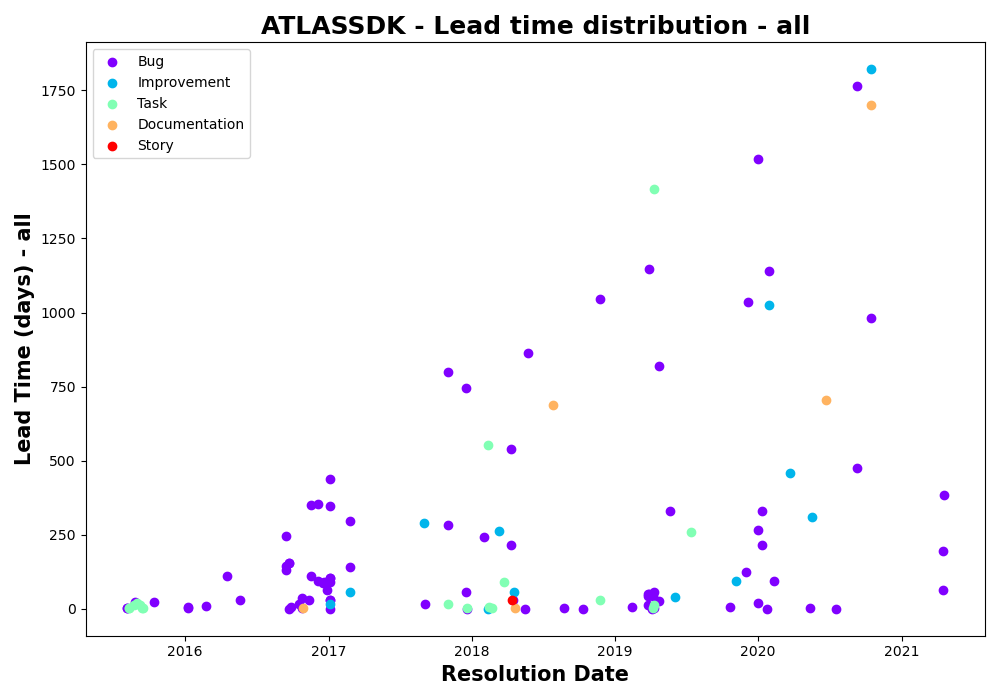 ATLASSDK - Lead time distribution - all
Bug
Improvement
Task
Documentation
Story
Lead Time (days) - all
1750
1500
1250
1000
750
500
250
0
2016
2017
2018
2019
2020
2021
Resolution Date